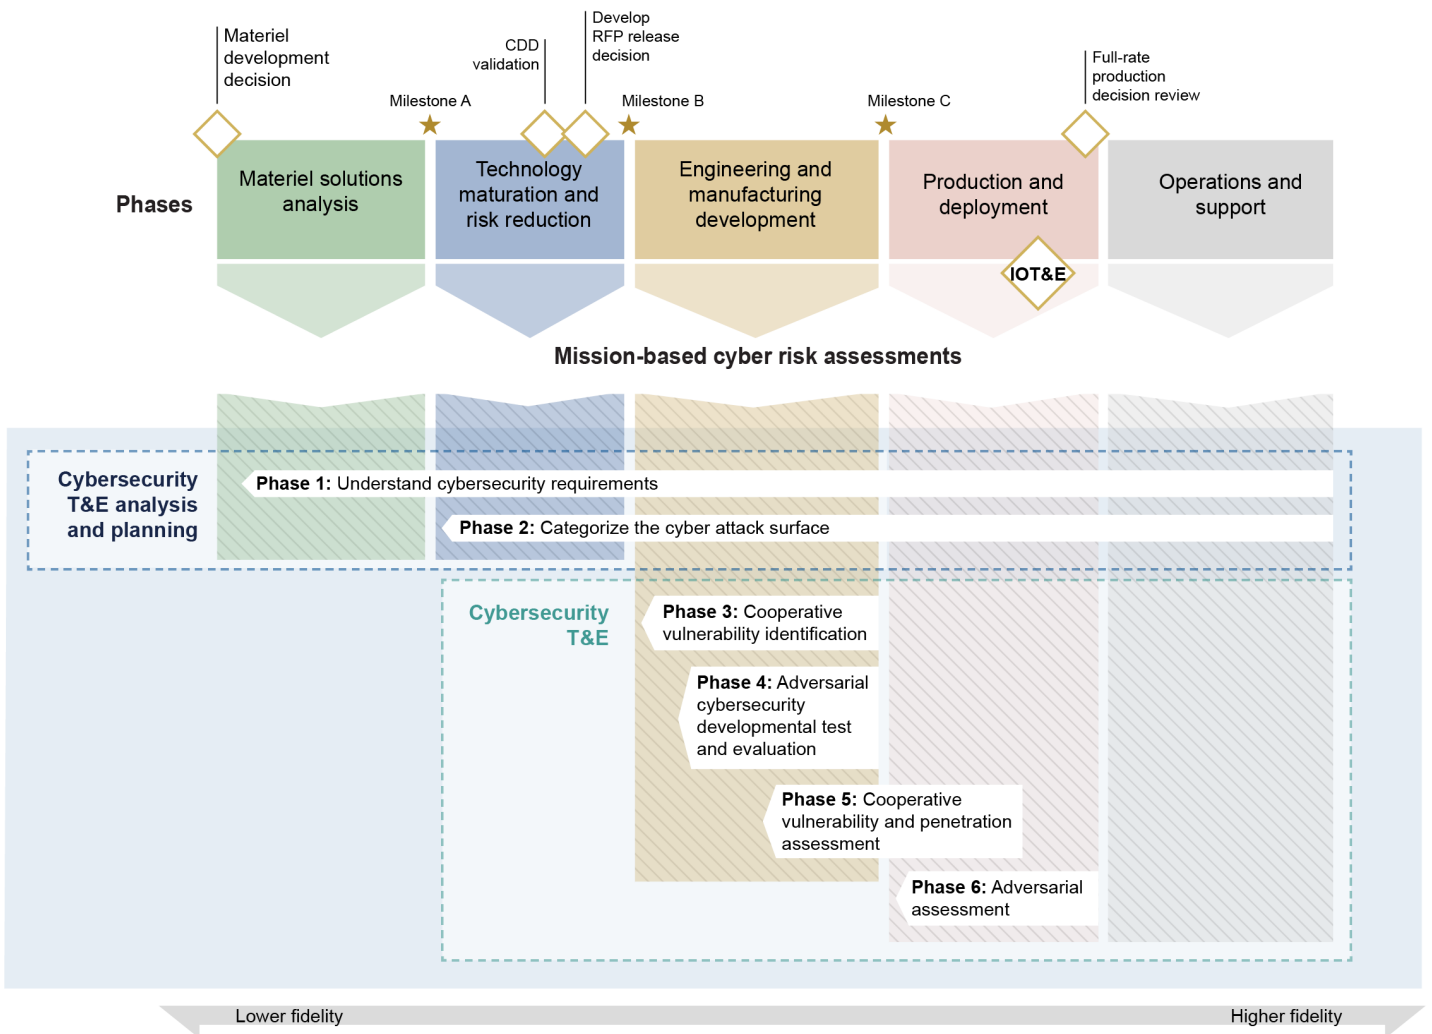 Materiel
development
decision
CDD
validation
Develop
RFP release
decision
Full-rate
production
decision review
Milestone A
Milestone B
Milestone C
Phases
Materiel solutions
analysis
Technology
maturation and
risk reduction
Engineering and
manufacturing
development
Production and
deployment
Operations and
support
IOT&E
Mission-based cyber risk assessments
Cybersecurity
T&E analysis
and planning
Phase 1: Understand cybersecurity requirements
Phase 2: Categorize the cyber attack surface
Cybersecurity
T&E
Phase 3: Cooperative
vulnerability identification
Phase 4: Adversarial
cybersecurity
developmental test
and evaluation
Phase 5: Cooperative
vulnerability and penetration
assessment
Phase 6: Adversarial
assessment
Lower fidelity
Higher fidelity